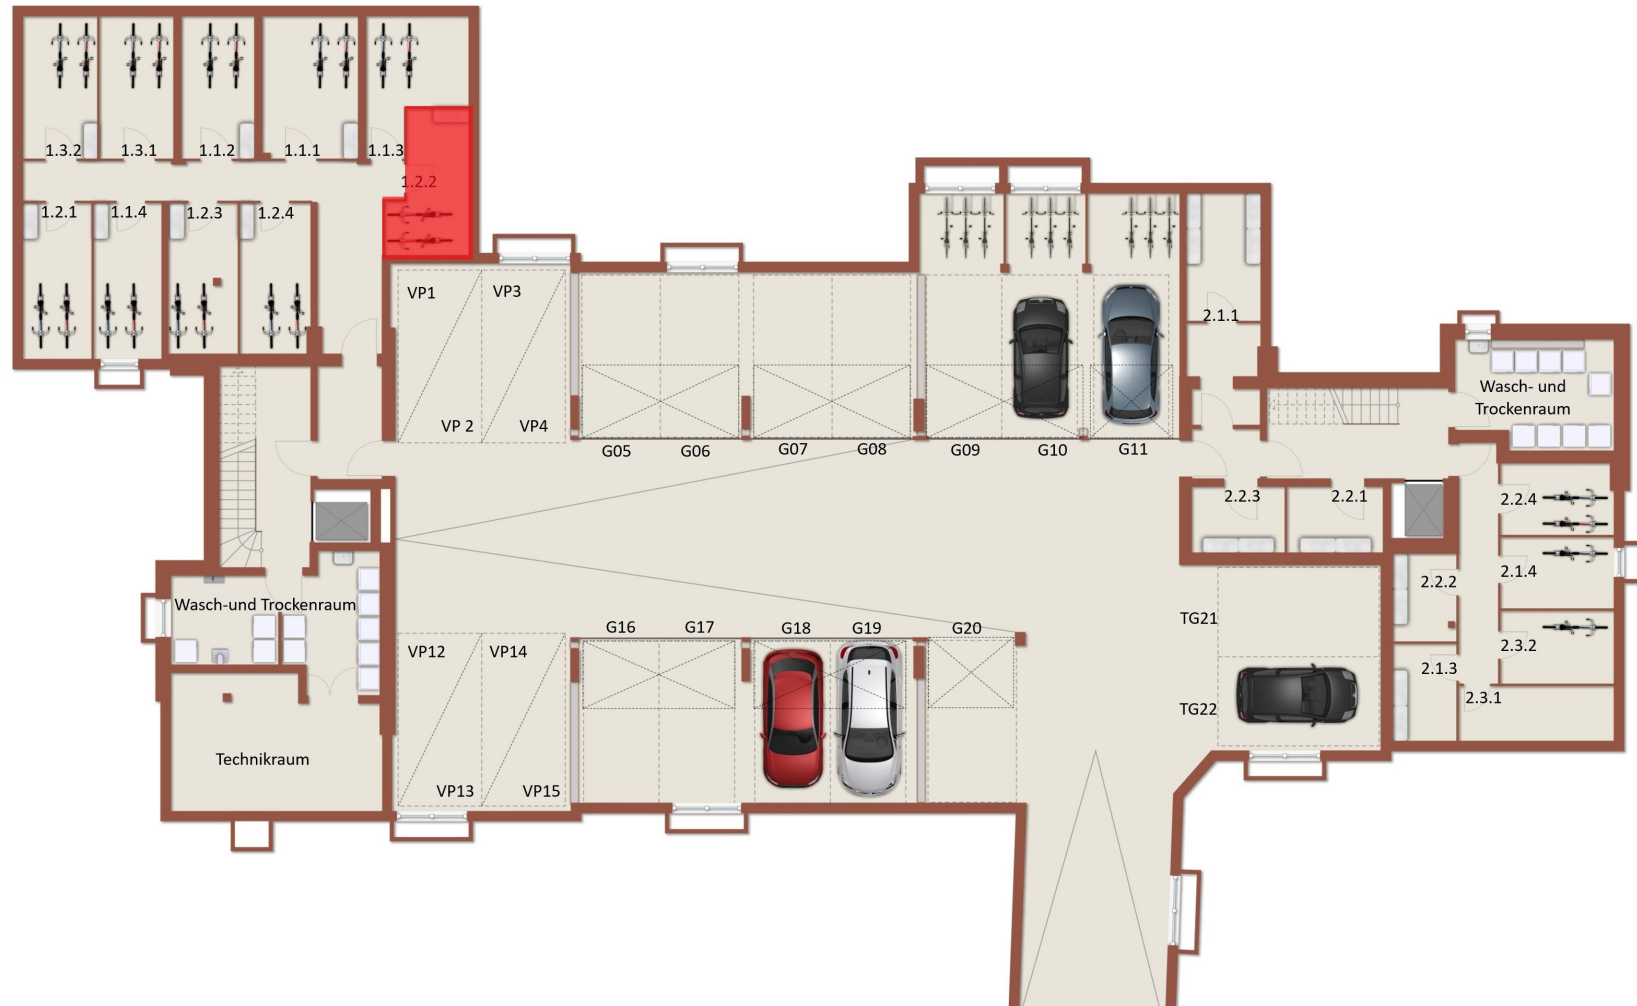 1.3.2
1.3.1
1.1.2
1.1.1
1.1.3
1.2.2
1.2.1
1.1.4
1.2.3
1.2.4
VP1
VP3
VP 2
VP4
G05
G06
G07
G08
G09
G10
G11
2.1.1
Wasch- und
Trockenraum
2.2.3
2.2.1
2.2.4
2.2.2
2.1.4
2.3.2
2.1.3
2.3.1
Wasch-und Trockenraum
Technikraum
VP12
VP14
VP13
VP15
G16
G17
G18
G19
G20
TG21
TG22